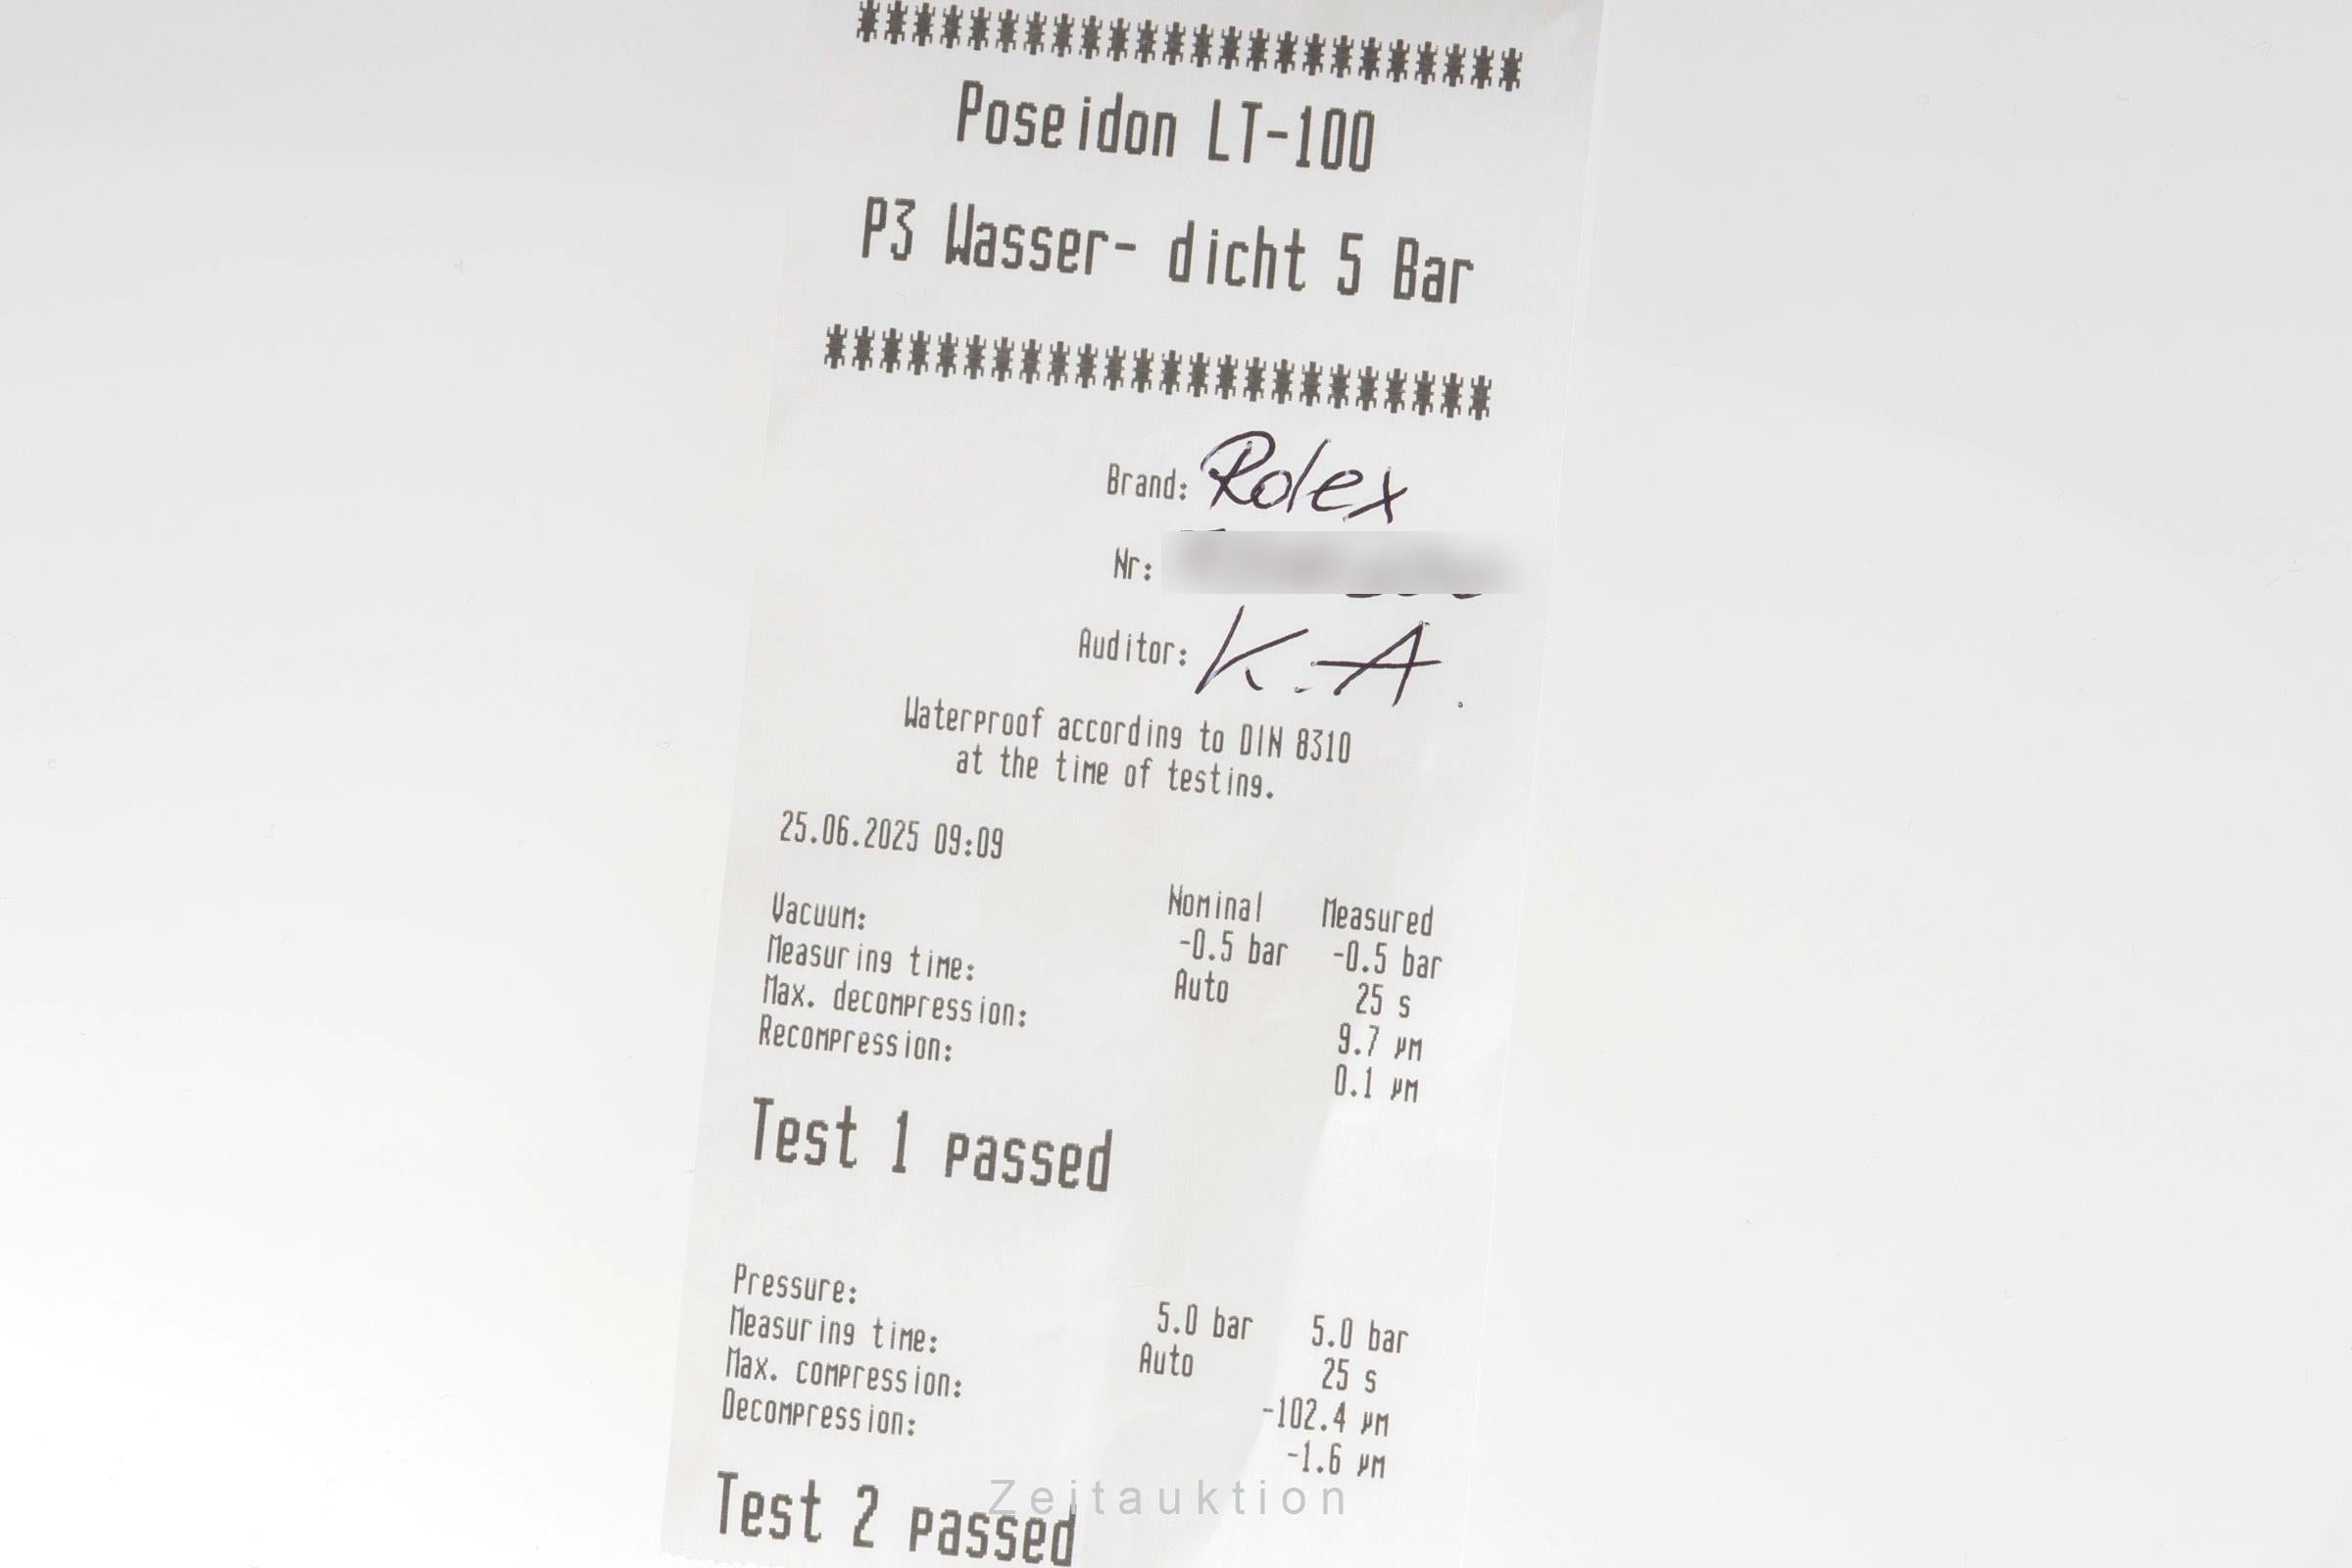 ************************
Poseidon LT-100
P3 Wasser- dicht 5 Bar
************************
Brand: Rolex
Nr:
Auditor: K.A.
Waterproof according to DIN 8310
at the time of testing.
25.06.2025 09:09
Nominal Measured
Vacuum: -0.5 bar -0.5 bar
Measuring time: Auto 25 s
Max. decompression: 9.7 µm
Recompression: 0.1 µm
Test 1 passed
Pressure: 5.0 bar 5.0 bar
Measuring time: Auto 25 s
Max. compression: -102.4 µm
Decompression: -1.6 µm
Test 2 passed
Zeitauktion